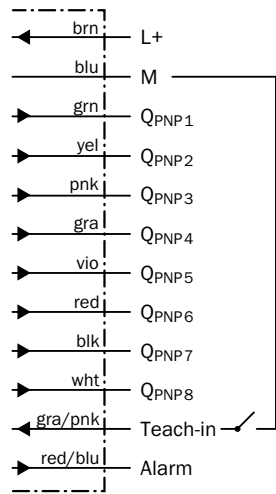 brn L+
blu M
grn QPNP1
yel QPNP2
pnk QPNP3
gra QPNP4
vio QPNP5
red QPNP6
blk QPNP7
wht QPNP8
gra/pnk Teach-in
red/blu Alarm